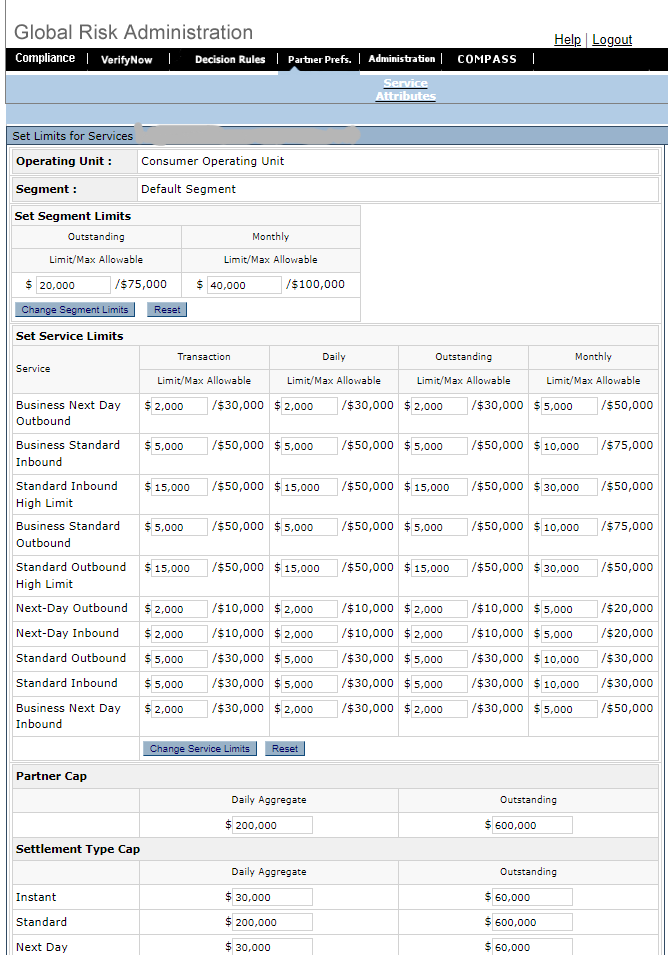 Global Risk Administration
Help | Logout
Compliance | VerifyNow | Decision Rules | Partner Prefs. | Administration | COMPASS |
Service
Attributes
Set Limits for Services
Operating Unit : Consumer Operating Unit
Segment : Default Segment
Set Segment Limits
Outstanding Monthly
Limit/Max Allowable Limit/Max Allowable
$ 20,000 /$75,000 $ 40,000 /$100,000
Change Segment Limits Reset
Set Service Limits
Service Transaction Daily Outstanding Monthly
Limit/Max Allowable Limit/Max Allowable Limit/Max Allowable Limit/Max Allowable
Business Next Day $ 2,000 /$30,000 $ 2,000 /$30,000 $ 2,000 /$30,000 $ 5,000 /$50,000
Outbound
Business Standard $ 5,000 /$50,000 $ 5,000 /$50,000 $ 5,000 /$50,000 $ 10,000 /$75,000
Inbound
Standard Inbound $ 15,000 /$50,000 $ 15,000 /$50,000 $ 15,000 /$50,000 $ 30,000 /$50,000
High Limit
Business Standard $ 5,000 /$50,000 $ 5,000 /$50,000 $ 5,000 /$50,000 $ 10,000 /$75,000
Outbound
Standard Outbound $ 15,000 /$50,000 $ 15,000 /$50,000 $ 15,000 /$50,000 $ 30,000 /$50,000
High Limit
Next-Day Outbound $ 2,000 /$10,000 $ 2,000 /$10,000 $ 2,000 /$10,000 $ 5,000 /$20,000
Next-Day Inbound $ 2,000 /$10,000 $ 2,000 /$10,000 $ 2,000 /$10,000 $ 5,000 /$20,000
Standard Outbound $ 5,000 /$30,000 $ 5,000 /$30,000 $ 5,000 /$30,000 $ 10,000 /$30,000
Standard Inbound $ 5,000 /$30,000 $ 5,000 /$30,000 $ 5,000 /$30,000 $ 10,000 /$30,000
Business Next Day $ 2,000 /$30,000 $ 2,000 /$30,000 $ 2,000 /$30,000 $ 5,000 /$50,000
Inbound
Change Service Limits Reset
Partner Cap
Daily Aggregate Outstanding
$ 200,000 $ 600,000
Settlement Type Cap
Daily Aggregate Outstanding
Instant $ 30,000 $ 60,000
Standard $ 200,000 $ 600,000
Next Day $ 30,000 $ 60,000